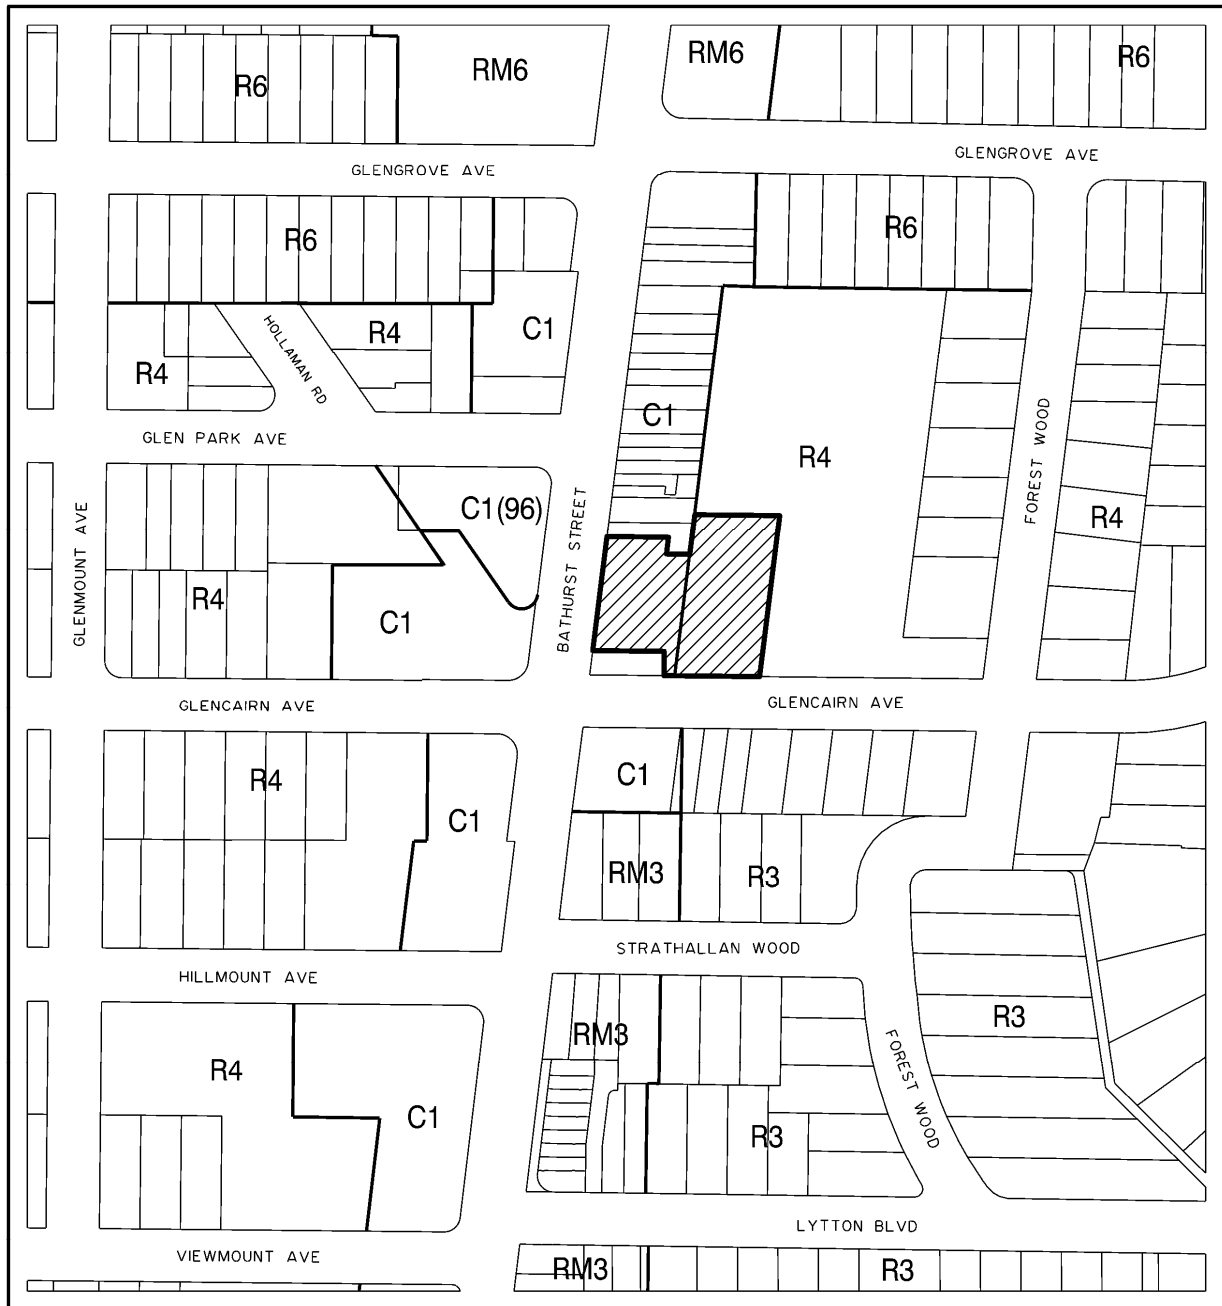 RM6
RM6
R6
R6
GLENGROVE AVE
GLENGROVE AVE
R6
R6
HOLLAMAN RD
R4
C1
R4
C1
FOREST WOOD
GLEN PARK AVE
R4
C1(96)
R4
GLENMOUNT AVE
BATHURST STREET
R4
C1
GLENCAIRN AVE
GLENCAIRN AVE
R4
C1
C1
RM3
R3
STRATHALLAN WOOD
HILLMOUNT AVE
R3
RM3
FOREST WOOD
R4
C1
R3
LYTTON BLVD
VIEWMOUNT AVE
RM3
R3